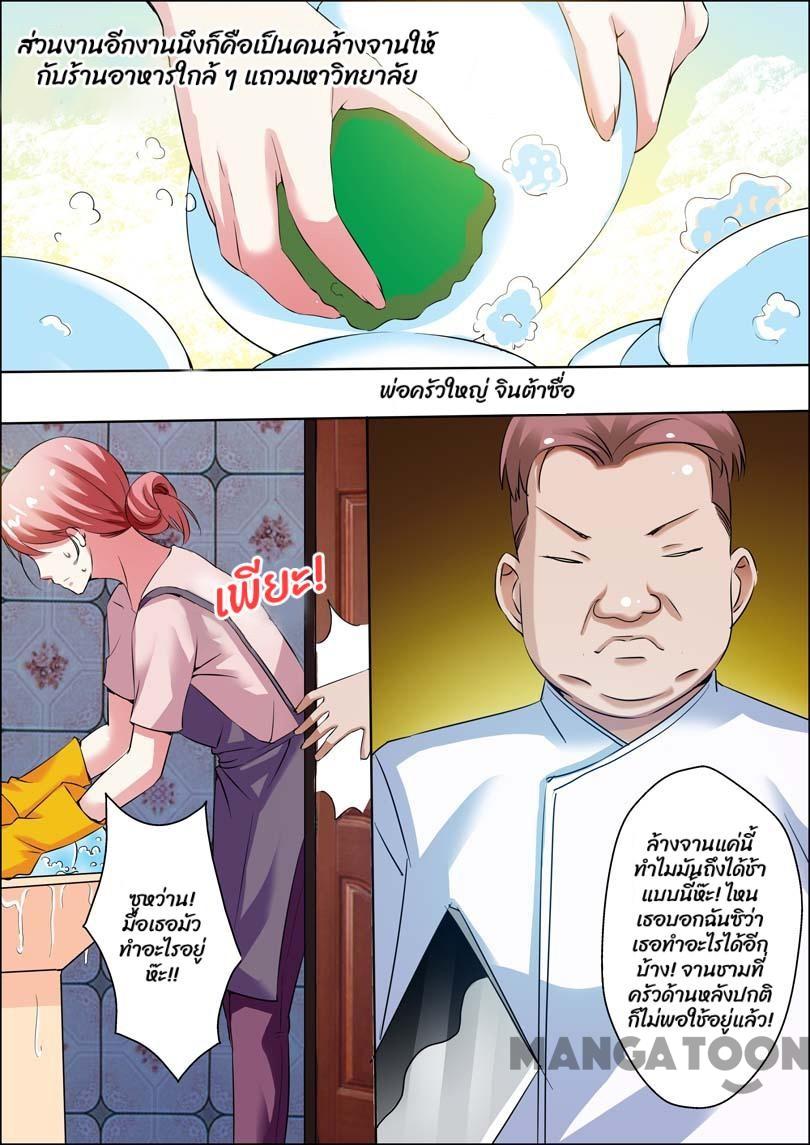 ส่วนงานอีกงานนึงก็คือเป็นคนล้างจานให้
กับร้านอาหารใกล้ ๆ แถวมหาวิทยาลัย
พ่อครัวใหญ่ จินต้าซื่อ
เพียะ!
ซูหว่าน!
มือเธอมัว
ทำอะไรอยู่
ห๊ะ!!
ล้างจานแค่นี้
ทำไมมันถึงได้ช้า
แบบนี้ห๊ะ! ไหน
เธอบอกฉันซิว่า
เธอทำอะไรได้อีก
บ้าง! จานชามที่
ครัวด้านหลังปกติ
ก็ไม่พอใช้อยู่แล้ว!
MANGATOON